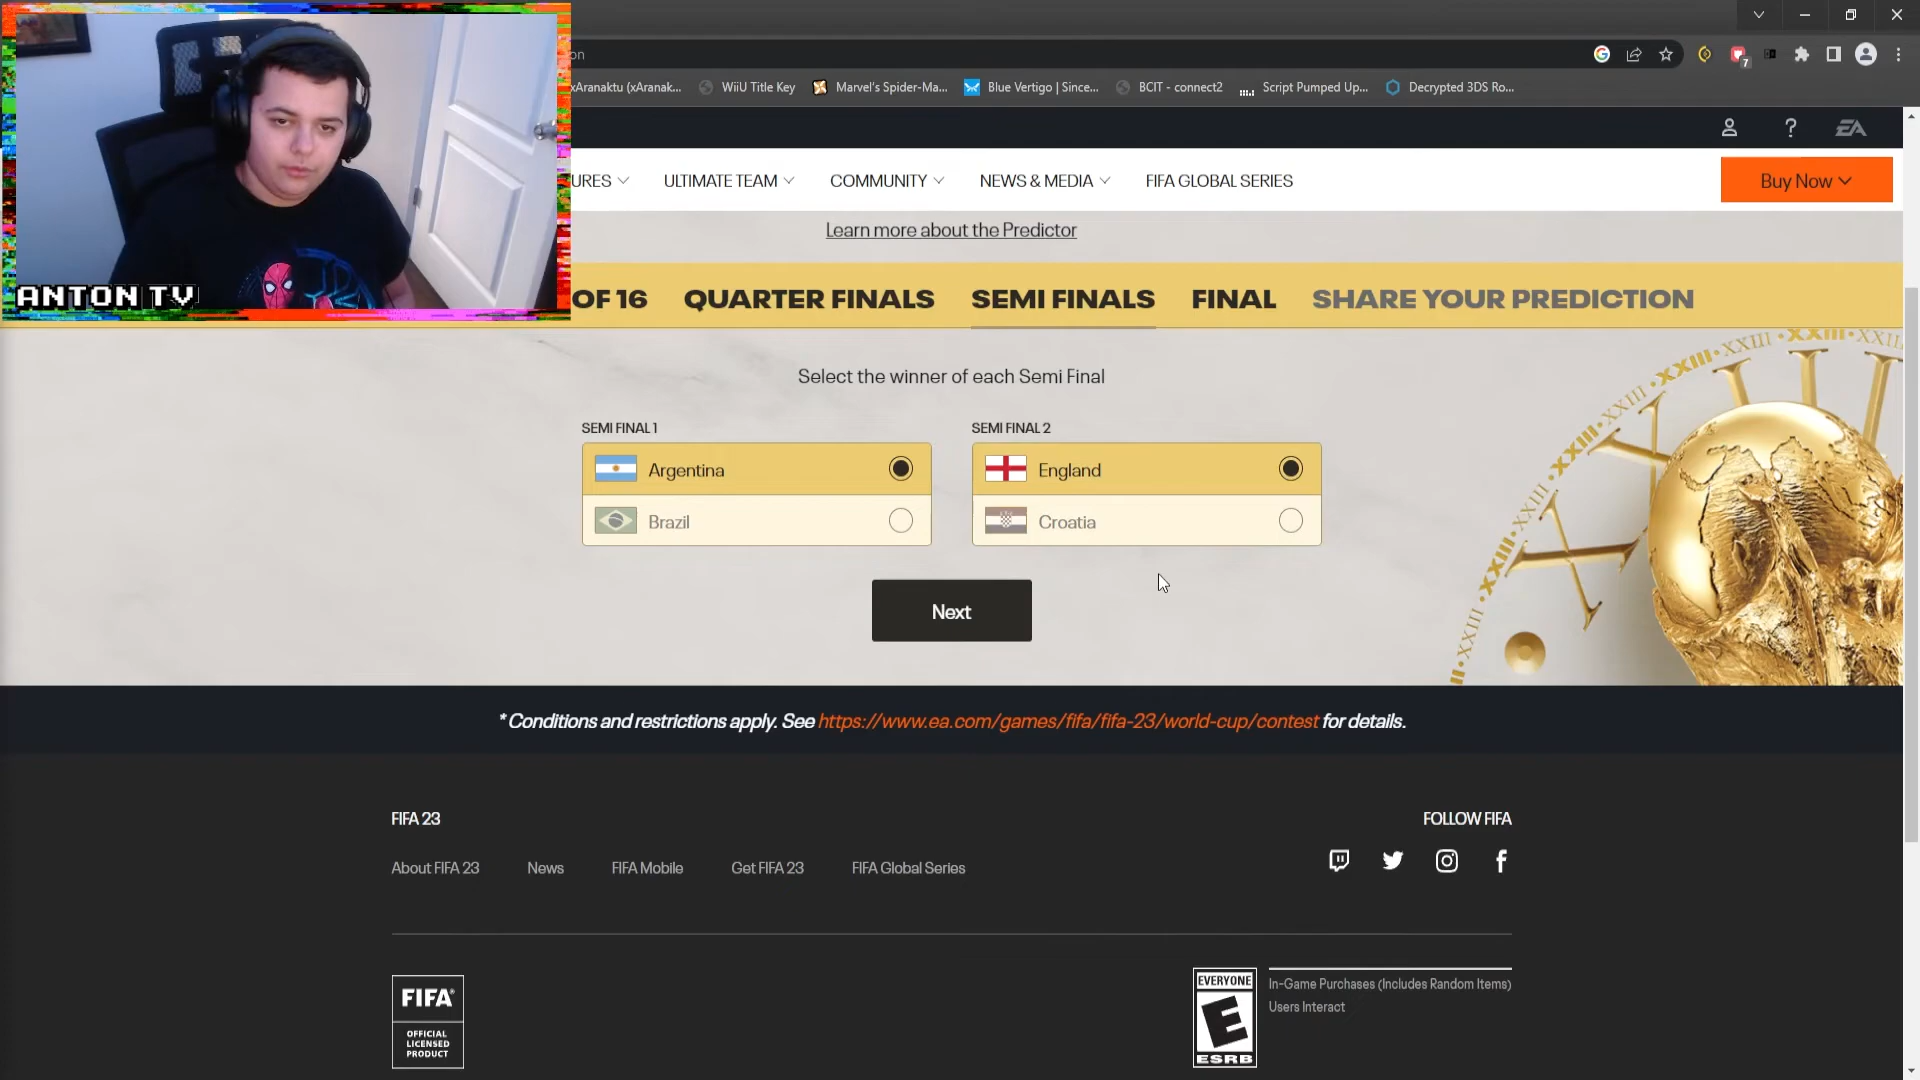 on
xAranaktu (xAranak...
WiiU Title Key
Marvel's Spider-Ma...
Blue Vertigo | Since...
BCIT - connect2
Script Pumped Up...
Decrypted 3DS Ro...
7
EA
URES
ULTIMATE TEAM
COMMUNITY
NEWS & MEDIA
FIFA GLOBAL SERIES
Buy Now
ANTON TV
Learn more about the Predictor
OF 16
QUARTER FINALS
SEMI FINALS
FINAL
SHARE YOUR PREDICTION
Select the winner of each Semi Final
SEMI FINAL 1
Argentina
Brazil
SEMI FINAL 2
England
Croatia
Next
* Conditions and restrictions apply. See https://www.ea.com/games/fifa/fifa-23/world-cup/contest for details.
FIFA 23
About FIFA 23
News
FIFA Mobile
Get FIFA 23
FIFA Global Series
FOLLOW FIFA
FIFA®
OFFICIAL
LICENSED
PRODUCT
EVERYONE
E
ESRB
In-Game Purchases (Includes Random Items)
Users Interact